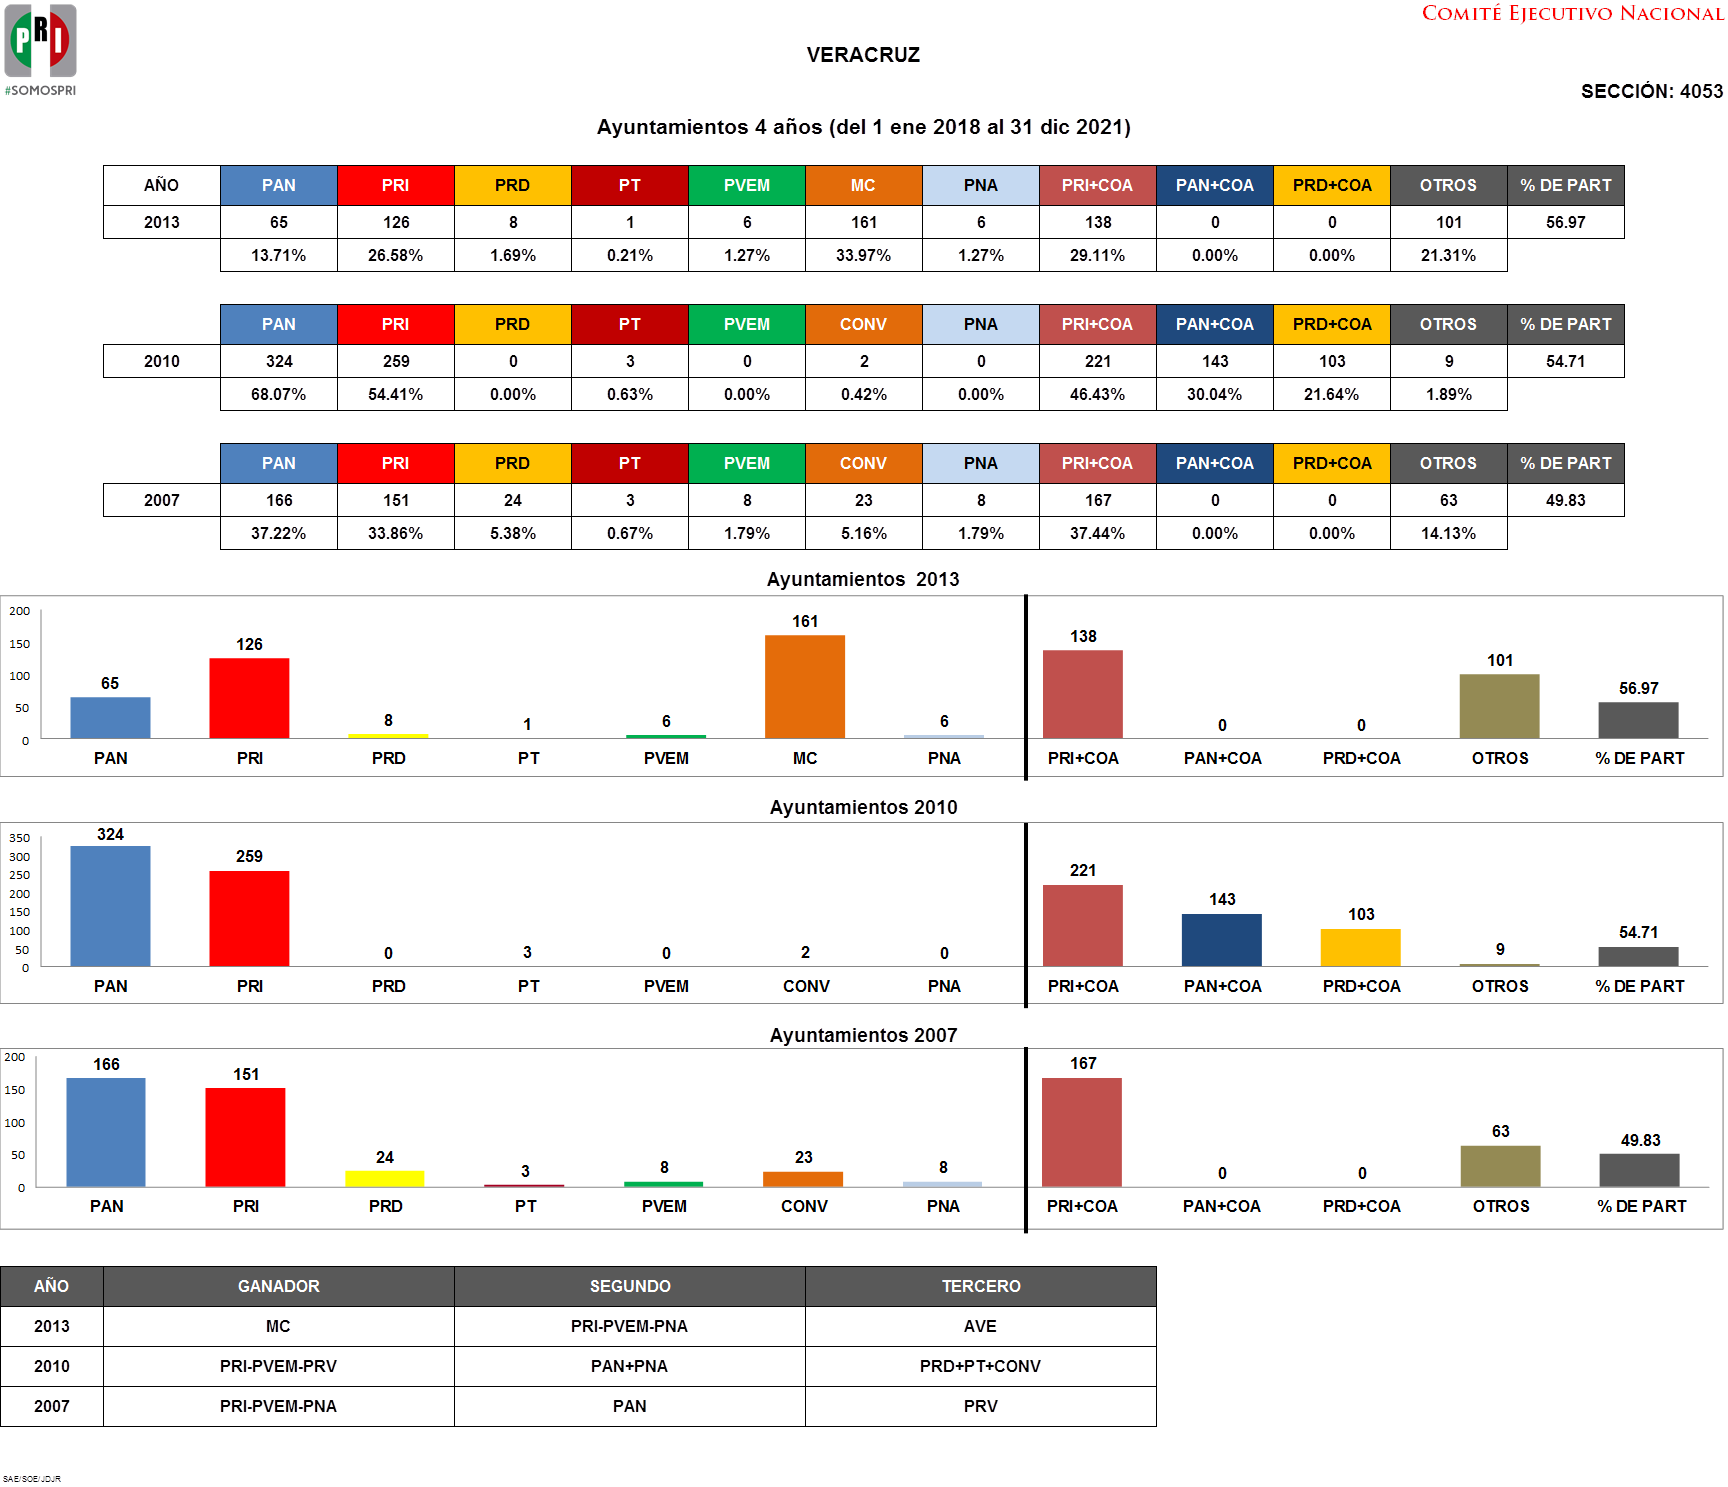 PRI
#SOMOSPRI
COMITÉ EJECUTIVO NACIONAL
VERACRUZ
SECCIÓN: 4053
Ayuntamientos 4 años (del 1 ene 2018 al 31 dic 2021)
AÑO PAN PRI PRD PT PVEM MC PNA PRI+COA PAN+COA PRD+COA OTROS % DE PART
2013 65 126 8 1 6 161 6 138 0 0 101 56.97
13.71% 26.58% 1.69% 0.21% 1.27% 33.97% 1.27% 29.11% 0.00% 0.00% 21.31%
PAN PRI PRD PT PVEM CONV PNA PRI+COA PAN+COA PRD+COA OTROS % DE PART
2010 324 259 0 3 0 2 0 221 143 103 9 54.71
68.07% 54.41% 0.00% 0.63% 0.00% 0.42% 0.00% 46.43% 30.04% 21.64% 1.89%
PAN PRI PRD PT PVEM CONV PNA PRI+COA PAN+COA PRD+COA OTROS % DE PART
2007 166 151 24 3 8 23 8 167 0 0 63 49.83
37.22% 33.86% 5.38% 0.67% 1.79% 5.16% 1.79% 37.44% 0.00% 0.00% 14.13%
Ayuntamientos 2013
200
150
100
50
0
65 126 8 1 6 161 6 138 0 0 101 56.97
PAN PRI PRD PT PVEM MC PNA PRI+COA PAN+COA PRD+COA OTROS % DE PART
Ayuntamientos 2010
350
300
250
200
150
100
50
0
324 259 0 3 0 2 0 221 143 103 9 54.71
PAN PRI PRD PT PVEM CONV PNA PRI+COA PAN+COA PRD+COA OTROS % DE PART
Ayuntamientos 2007
200
150
100
50
0
166 151 24 3 8 23 8 167 0 0 63 49.83
PAN PRI PRD PT PVEM CONV PNA PRI+COA PAN+COA PRD+COA OTROS % DE PART
AÑO GANADOR SEGUNDO TERCERO
2013 MC PRI-PVEM-PNA AVE
2010 PRI-PVEM-PRV PAN+PNA PRD+PT+CONV
2007 PRI-PVEM-PNA PAN PRV
SAE/SOE/JDJR